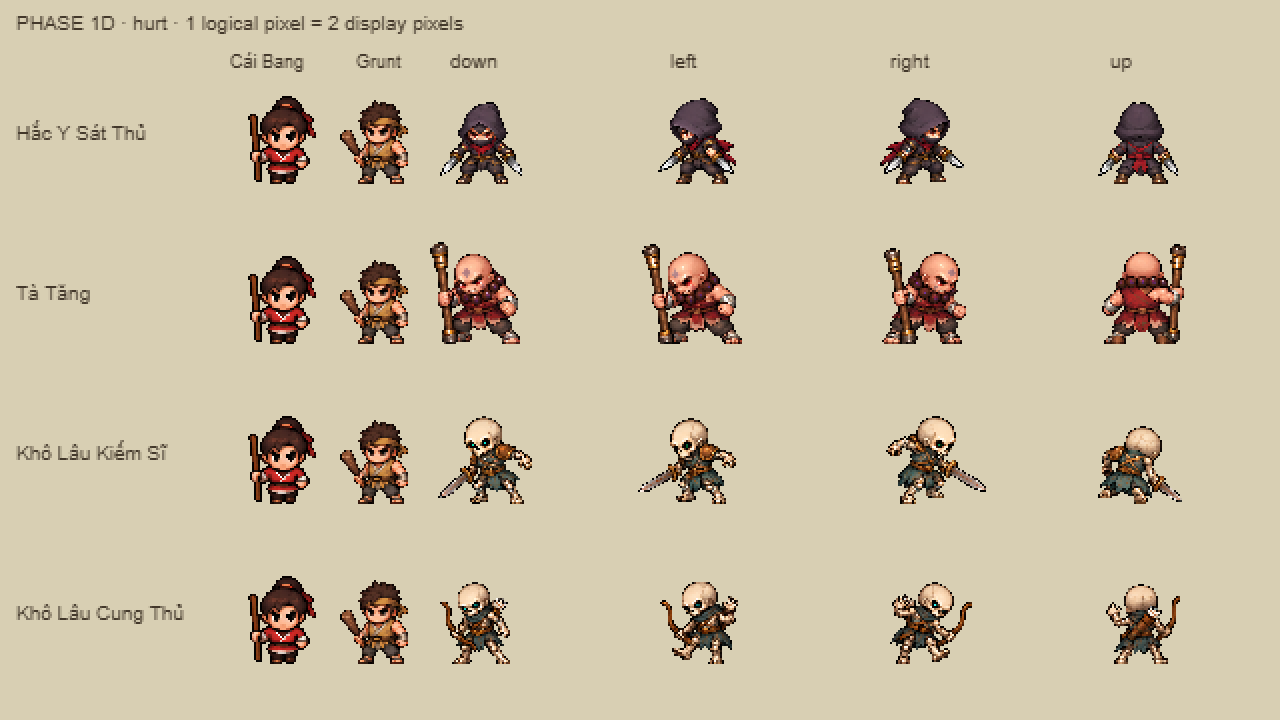 PHASE 1D · hurt · 1 logical pixel = 2 display pixels
Cái Bang Grunt down left right up
Hắc Y Sát Thủ
Tà Tăng
Khô Lâu Kiếm Sĩ
Khô Lâu Cung Thủ